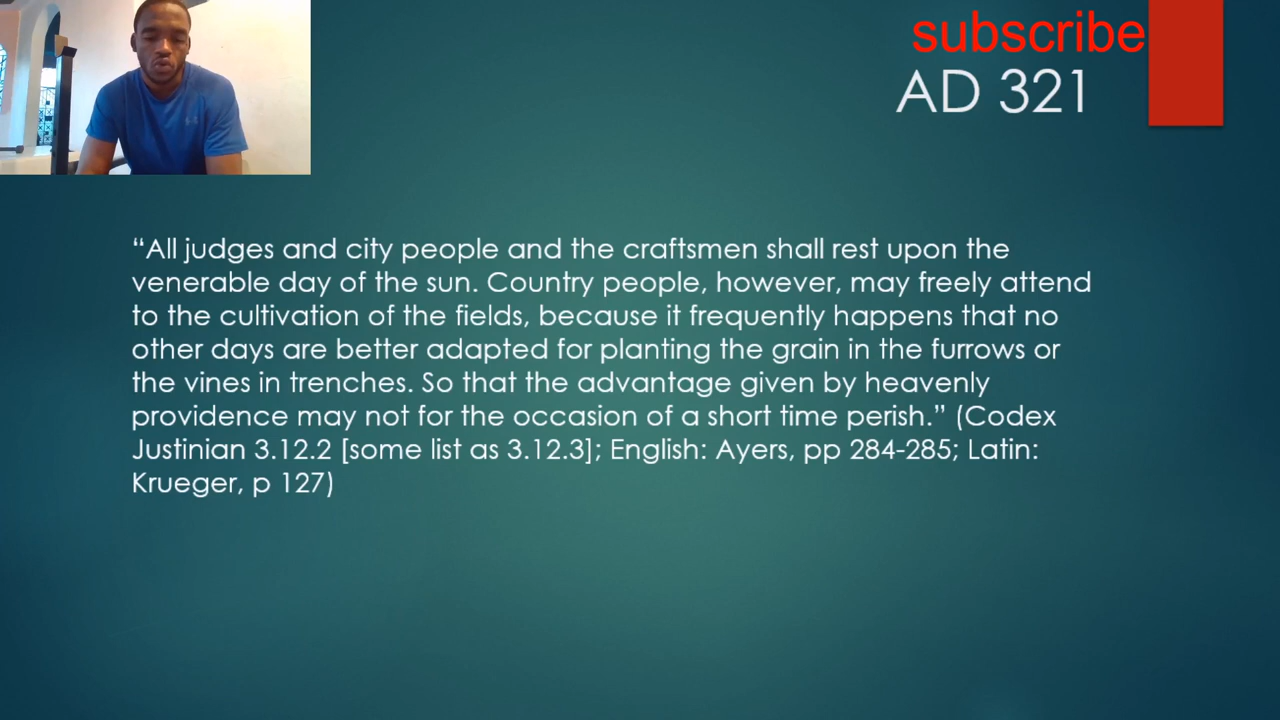 subscribe
AD 321
“All judges and city people and the craftsmen shall rest upon the
venerable day of the sun. Country people, however, may freely attend
to the cultivation of the fields, because it frequently happens that no
other days are better adapted for planting the grain in the furrows or
the vines in trenches. So that the advantage given by heavenly
providence may not for the occasion of a short time perish.” (Codex
Justinian 3.12.2 [some list as 3.12.3]; English: Ayers, pp 284-285; Latin:
Krueger, p 127)